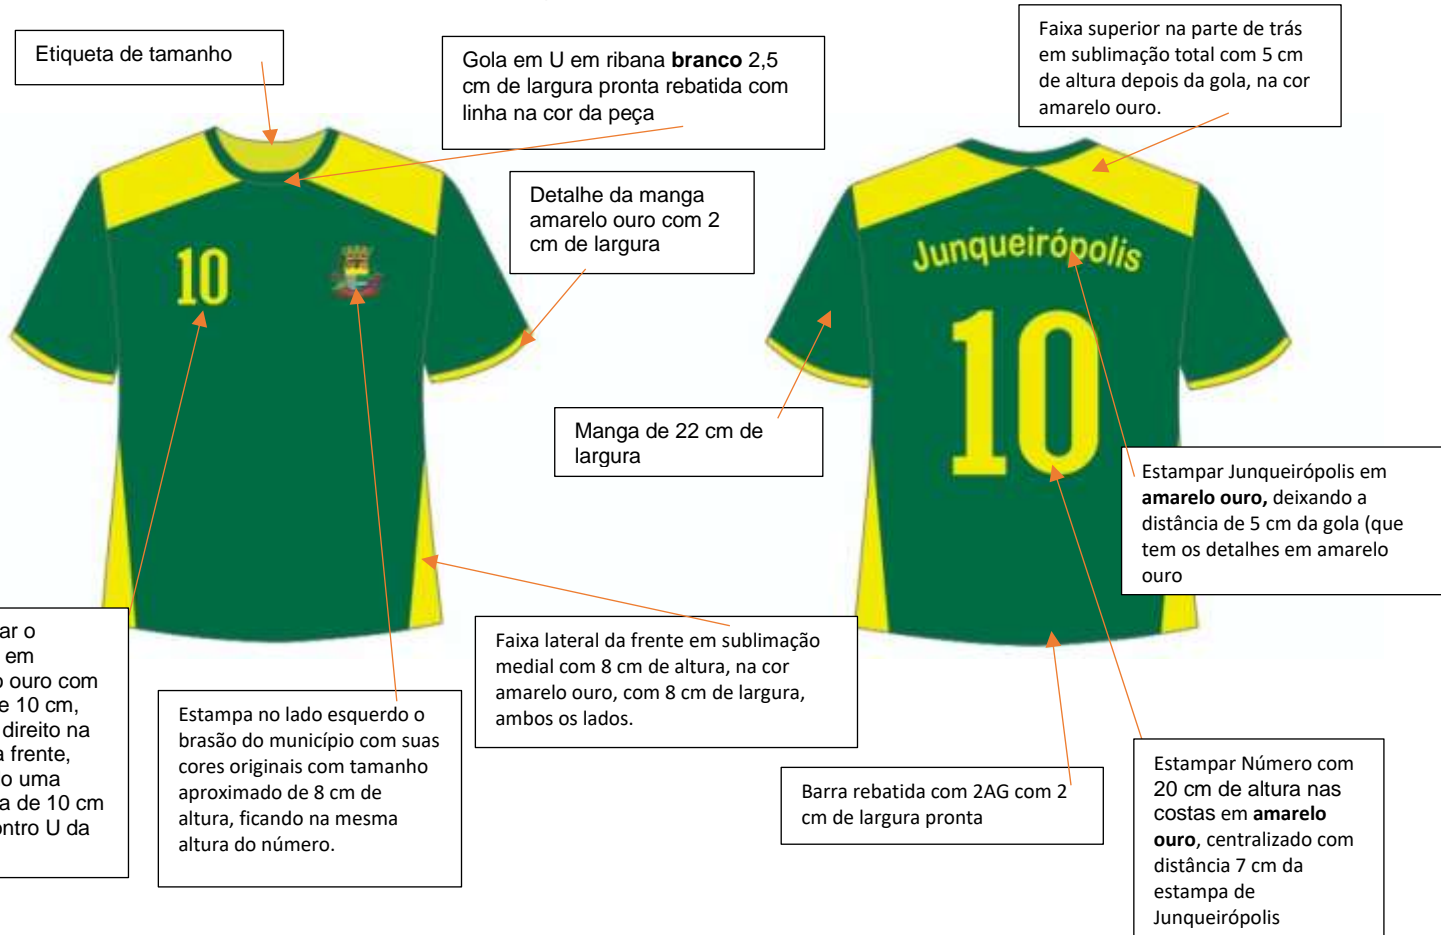 Etiqueta de tamanho
Gola em U em ribana branco 2,5
cm de largura pronta rebatida com
linha na cor da peça
Faixa superior na parte de trás
em sublimação total com 5 cm
de altura depois da gola, na cor
amarelo ouro.
Detalhe da manga
amarelo ouro com 2
cm de largura
10
Junqueirópolis
10
Manga de 22 cm de
largura
Estampar Junqueirópolis em
amarelo ouro, deixando a
distância de 5 cm da gola (que
tem os detalhes em amarelo
ouro
ar o
em
o ouro com
e 10 cm,
direito na
a frente,
o uma
a de 10 cm
ontro U da
Estampa no lado esquerdo o
brasão do município com suas
cores originais com tamanho
aproximado de 8 cm de
altura, ficando na mesma
altura do número.
Faixa lateral da frente em sublimação
medial com 8 cm de altura, na cor
amarelo ouro, com 8 cm de largura,
ambos os lados.
Barra rebatida com 2AG com 2
cm de largura pronta
Estampar Número com
20 cm de altura nas
costas em amarelo
ouro, centralizado com
distância 7 cm da
estampa de
Junqueirópolis